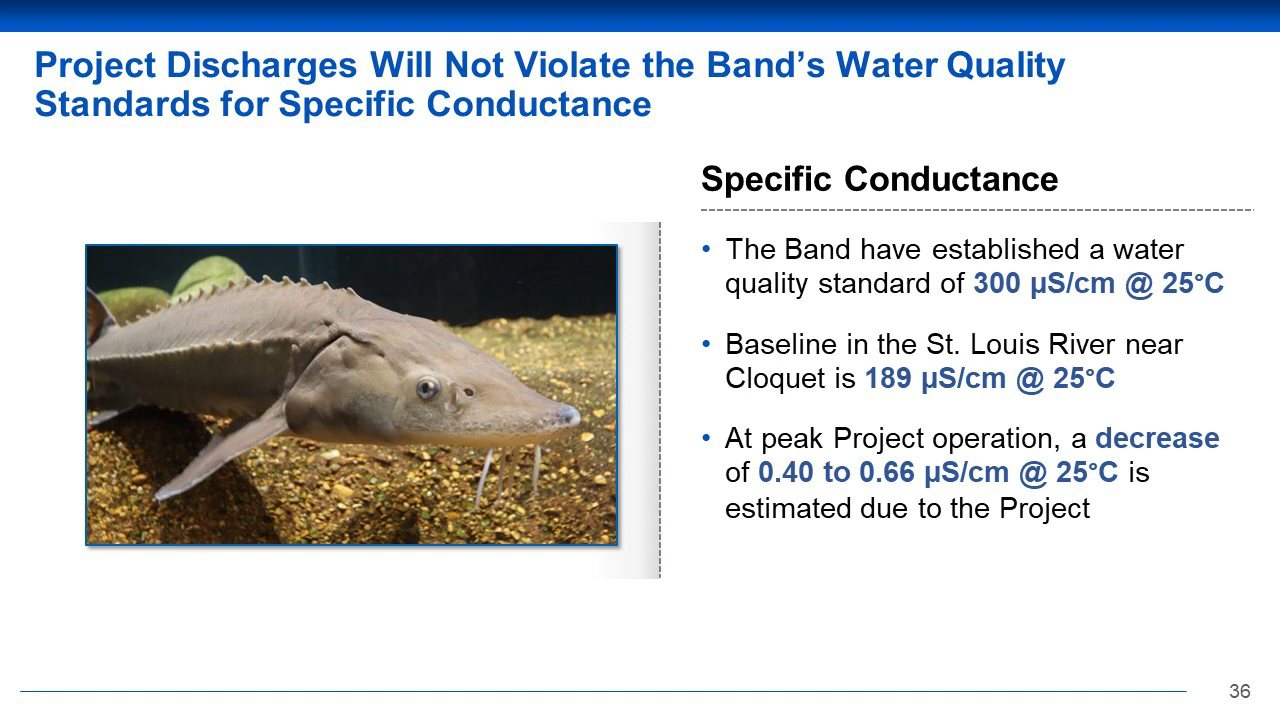 Project Discharges Will Not Violate the Band’s Water Quality
Standards for Specific Conductance
Specific Conductance
• The Band have established a water
quality standard of 300 µS/cm @ 25°C
• Baseline in the St. Louis River near
Cloquet is 189 µS/cm @ 25°C
• At peak Project operation, a decrease
of 0.40 to 0.66 µS/cm @ 25°C is
estimated due to the Project
36